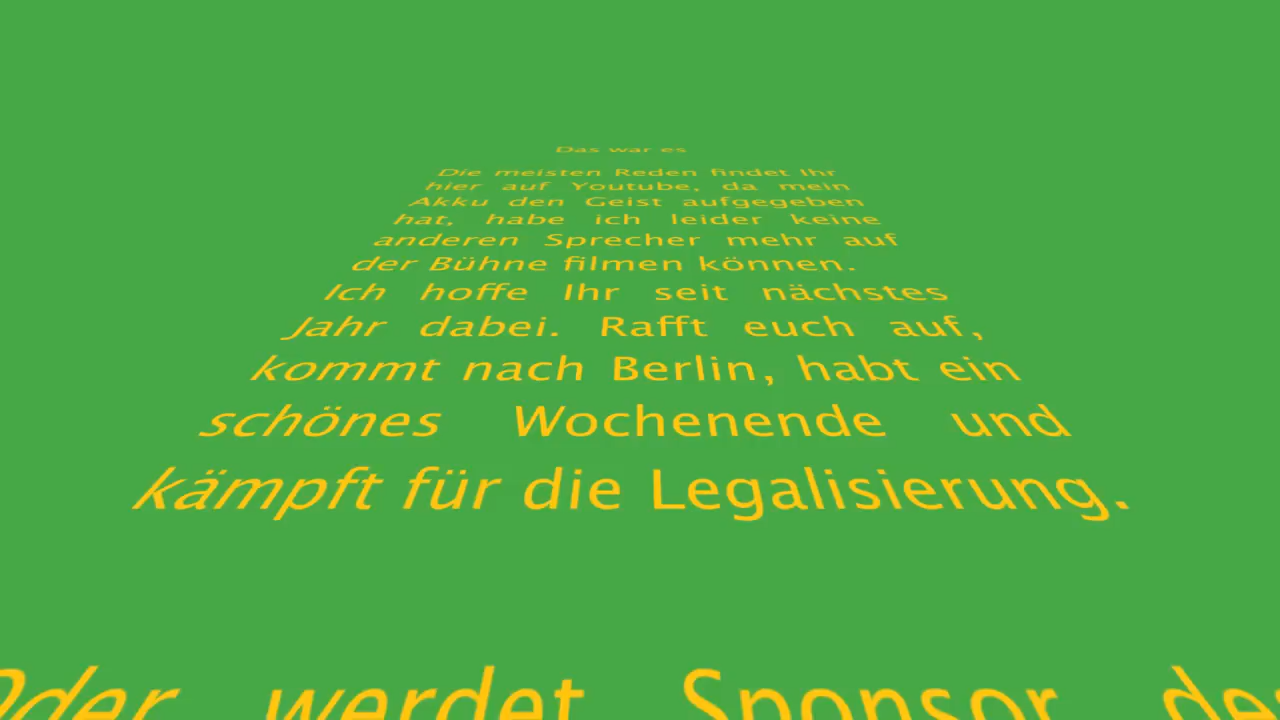 Das war es
Die meisten Reden findet Ihr
hier auf Youtube, da mein
Akku den Geist aufgegeben
hat, habe ich leider keine
anderen Sprecher mehr auf
der Bühne filmen können.
Ich hoffe Ihr seit nächstes
Jahr dabei. Rafft euch auf,
kommt nach Berlin, habt ein
schönes Wochenende und
kämpft für die Legalisierung.
Oder werdet Sponsor